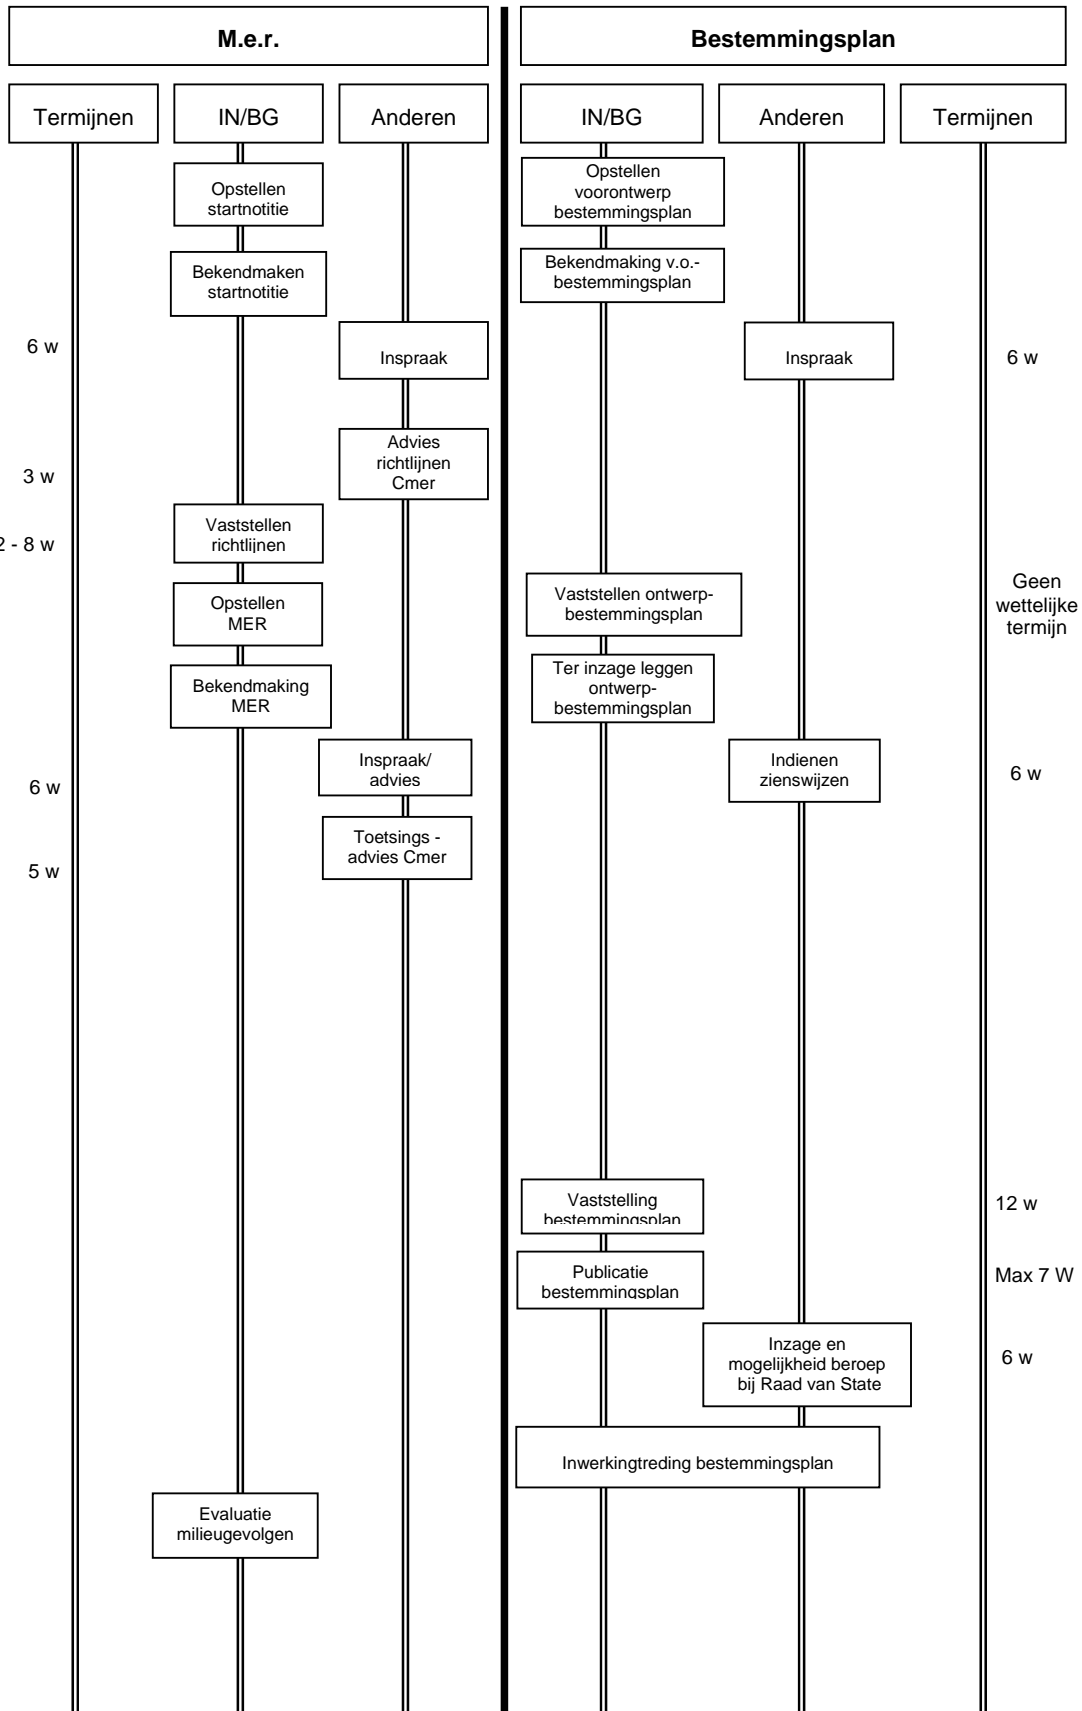 M.e.r.
Bestemmingsplan
Termijnen
IN/BG
Anderen
IN/BG
Anderen
Termijnen
Opstellen
startnotitie
Opstellen
voorontwerp
bestemmingsplan
Bekendmaken
startnotitie
Bekendmaking v.o.-
bestemmingsplan
6 w
Inspraak
Inspraak
6 w
Advies
richtlijnen
Cmer
3 w
Vaststellen
richtlijnen
2 - 8 w
Opstellen
MER
Vaststellen ontwerp-
bestemmingsplan
Geen
wettelijke
termijn
Bekendmaking
MER
Ter inzage leggen
ontwerp-
bestemmingsplan
6 w
Inspraak/
advies
Indienen
zienswijzen
6 w
5 w
Toetsings -
advies Cmer
Vaststelling
bestemmingsplan
12 w
Publicatie
bestemmingsplan
Max 7 W
Inzage en
mogelijkheid beroep
bij Raad van State
6 w
Inwerkingtreding bestemmingsplan
Evaluatie
milieugevolgen